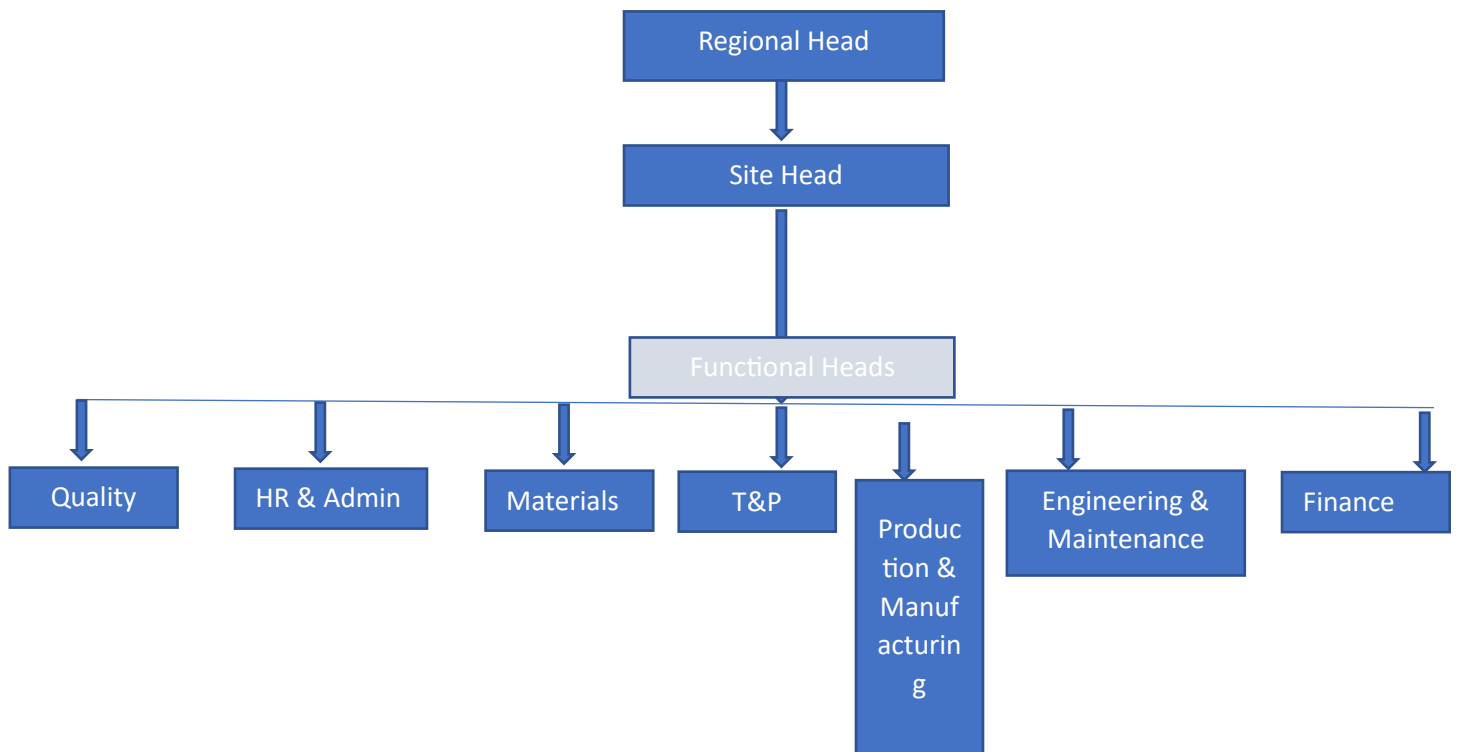 Regional Head
Site Head
Functional Heads
Quality
HR & Admin
Materials
T&P
Produc
tion &
Manuf
acturin
g
Engineering &
Maintenance
Finance